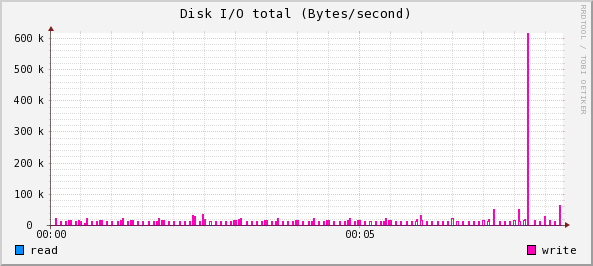 Disk I/O total (Bytes/second)
RRDTOOL / TOBI OETIKER
600 k
500 k
400 k
300 k
200 k
100 k
0
00:00 00:05
read write